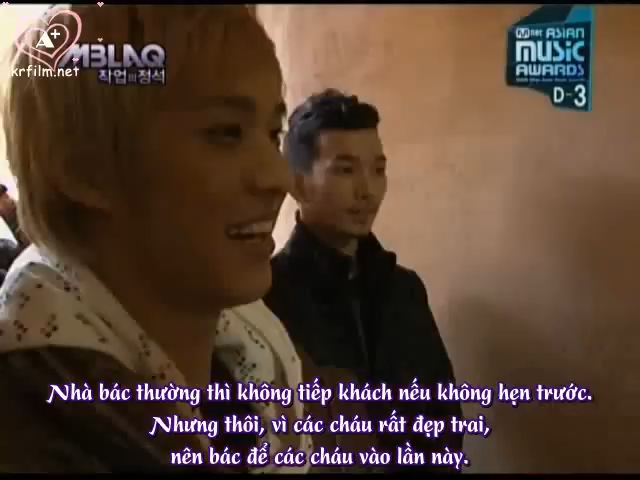 A+
krfilm.net
MBLAQ
작업의정석
Mnet ASIAN
MUSIC
AWARDS
D-3
Nhà bác thường thì không tiếp khách nếu không hẹn trước.
Nhưng thôi, vì các cháu rất đẹp trai,
nên bác để các cháu vào lần này.